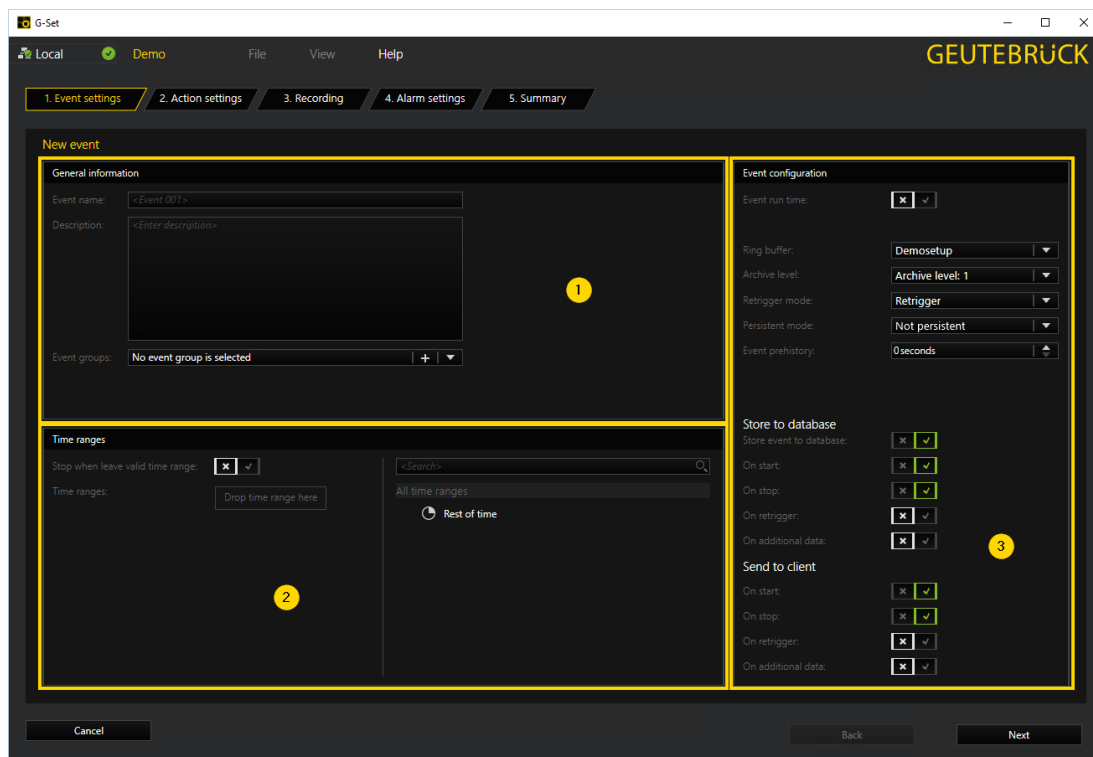 G-Set
Local Demo File View Help
GEUTEBRÜCK
1. Event settings 2. Action settings 3. Recording 4. Alarm settings 5. Summary
New event
General information
Event name: <Event 001>
Description: <Enter description>
1
Event groups: No event group is selected
Time ranges
Stop when leave valid time range:
Time ranges: Drop time range here
<Search>
All time ranges
Rest of time
2
Event configuration
Event run time:
Ring buffer: Demosetup
Archive level: Archive level: 1
Retrigger mode: Retrigger
Persistent mode: Not persistent
Event prehistory: 0 seconds
Store to database
Store event to database:
On start:
On stop:
On retrigger:
On additional data:
3
Send to client
On start:
On stop:
On retrigger:
On additional data:
Cancel Back Next